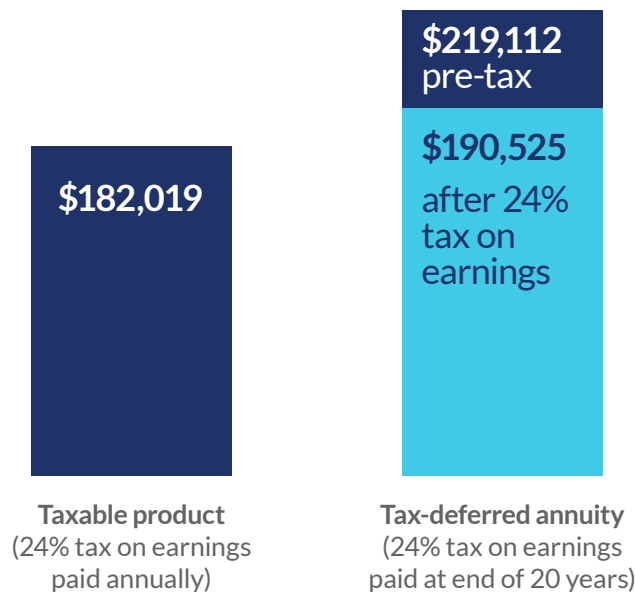 $219,112
pre-tax
$190,525
after 24%
tax on
earnings
$182,019
Taxable product
(24% tax on earnings
paid annually)
Tax-deferred annuity
(24% tax on earnings
paid at end of 20 years)